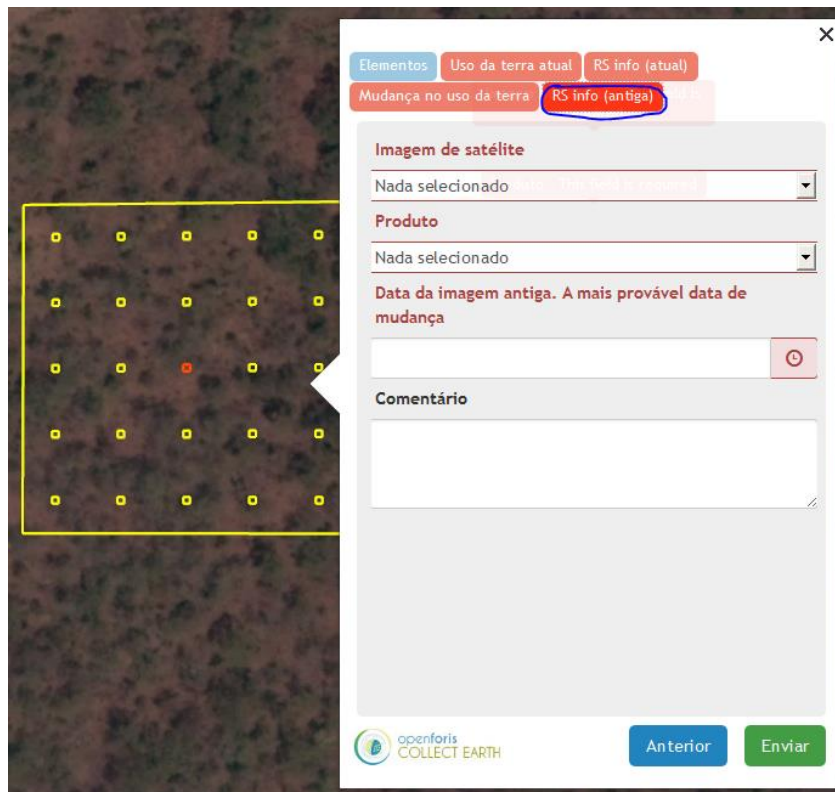 ×
Elementos Uso da terra atual RS info (atual)
Mudança no uso da terra RS info (antiga)
Imagem de satélite
Nada selecionado
Produto
Nada selecionado
Data da imagem antiga. A mais provável data de
mudança
Comentário
openforis
COLLECT EARTH
Anterior Enviar